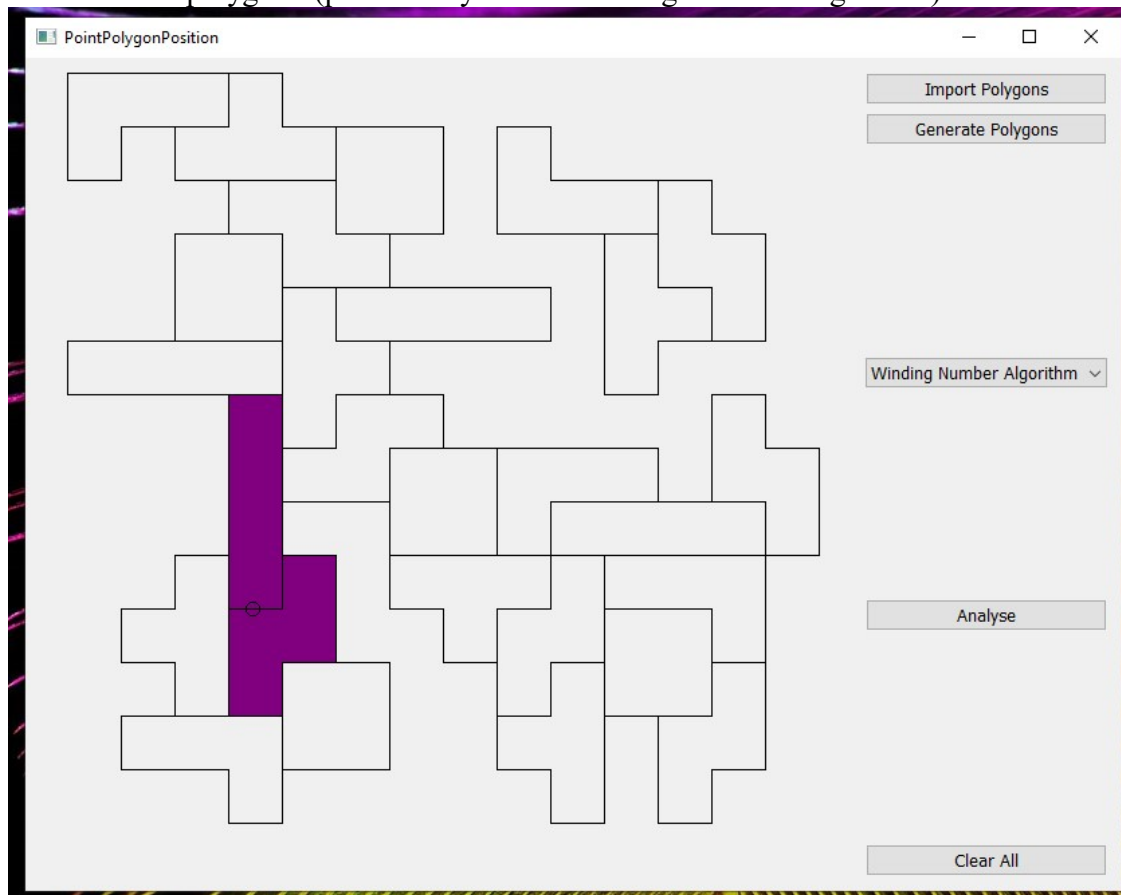 PointPolygonPosition
Import Polygons
Generate Polygons
Winding Number Algorithm
Analyse
Clear All